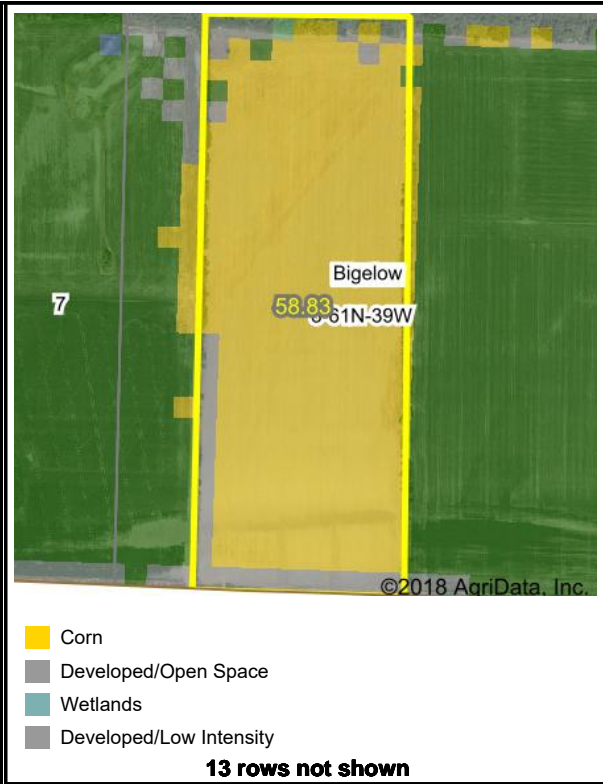 Bigelow
7
58.83
8-61N-39W
©2018 AgriData, Inc.
Corn
Developed/Open Space
Wetlands
Developed/Low Intensity
13 rows not shown